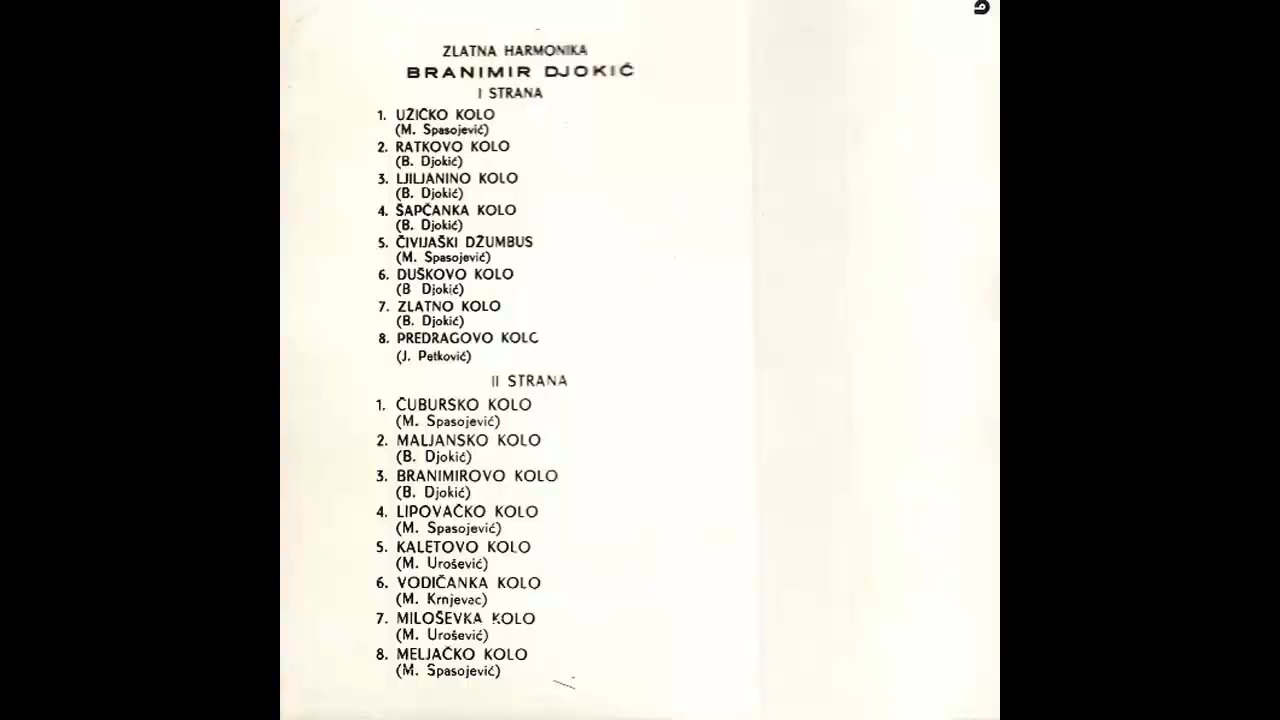 ZLATNA HARMONIKA
BRANIMIR DJOKIĆ
I STRANA
1. UŽIČKO KOLO
(M. Spasojević)
2. RATKOVO KOLO
(B. Djokić)
3. LJILJANINO KOLO
(B. Djokić)
4. ŠAPČANKA KOLO
(B. Djokić)
5. ČIVIJAŠKI DŽUMBUS
(M. Spasojević)
6. DUŠKOVO KOLO
(B Djokić)
7. ZLATNO KOLO
(B. Djokić)
8. PREDRAGOVO KOLO
(J. Petković)
II STRANA
1. ČUBURSKO KOLO
(M. Spasojević)
2. MALJANSKO KOLO
(B. Djokić)
3. BRANIMIROVO KOLO
(B. Djokić)
4. LIPOVAČKO KOLO
(M. Spasojević)
5. KALETOVO KOLO
(M. Urošević)
6. VODIČANKA KOLO
(M. Krnjevac)
7. MILOŠEVKA KOLO
(M. Urošević)
8. MELJAČKO KOLO
(M. Spasojević)